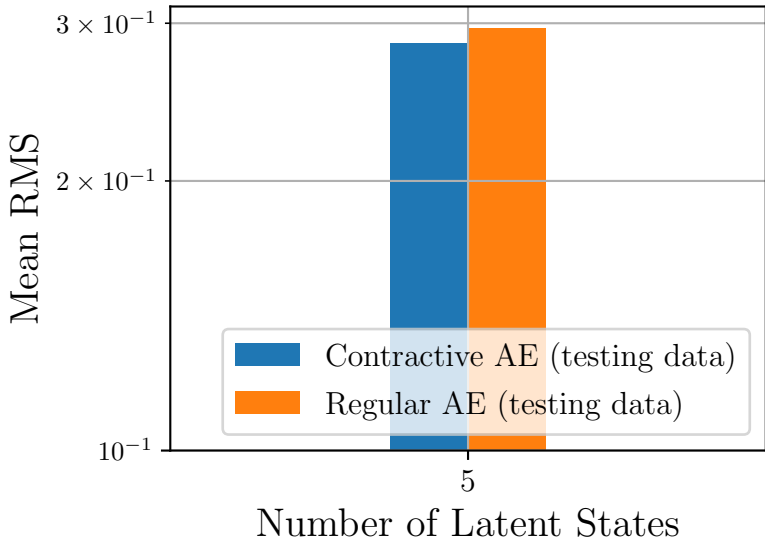 3 × 10⁻¹
2 × 10⁻¹
10⁻¹
Mean RMS
Contractive AE (testing data)
Regular AE (testing data)
5
Number of Latent States